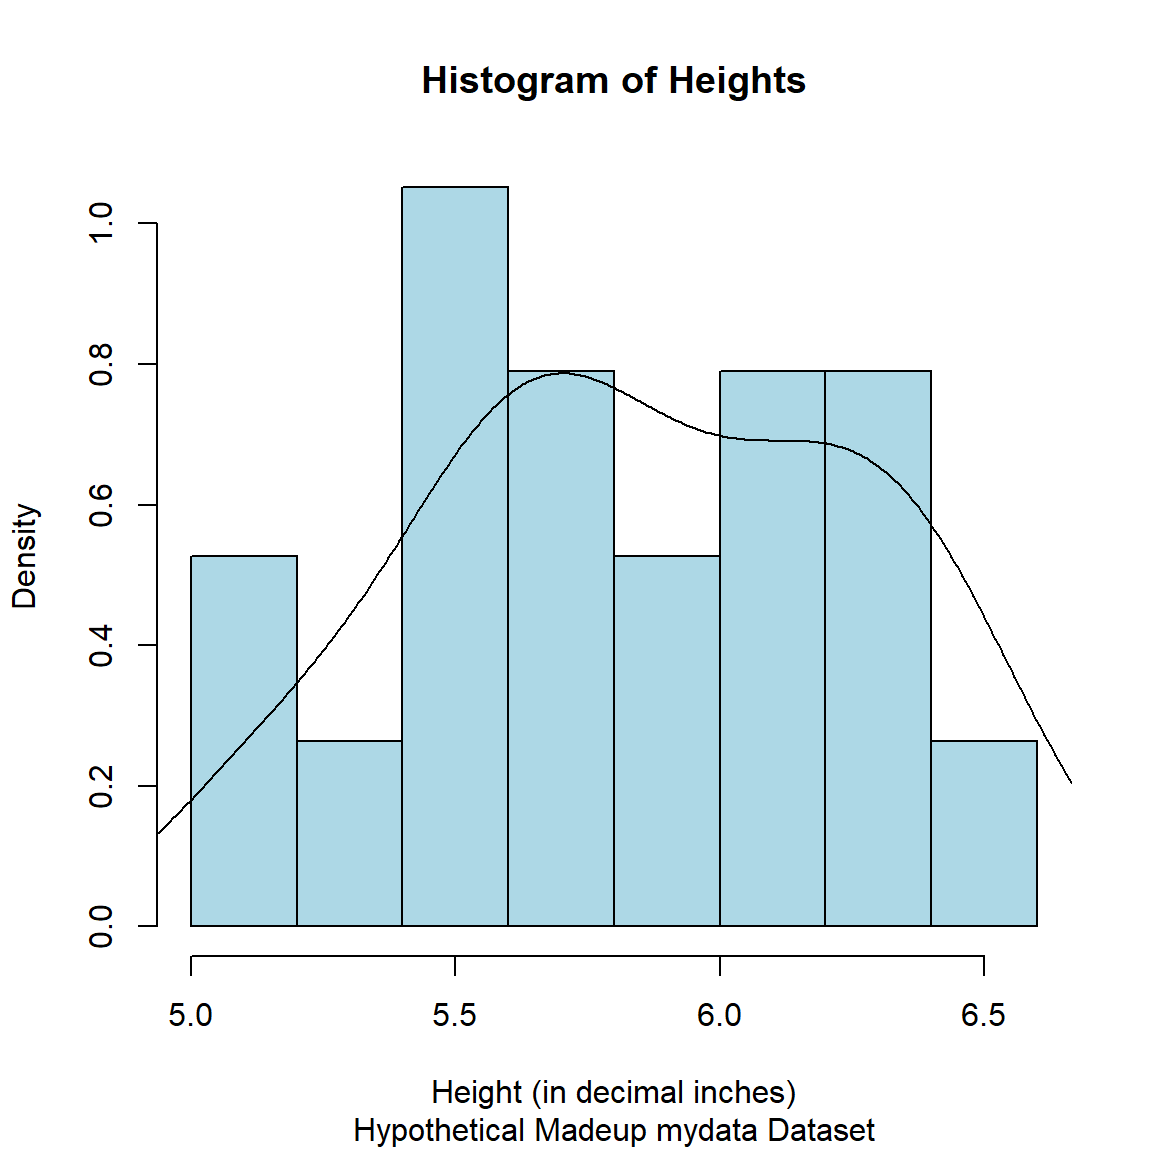 Histogram of Heights
Density
1.0
0.8
0.6
0.4
0.2
0.0
5.0 5.5 6.0 6.5
Height (in decimal inches)
Hypothetical Madeup mydata Dataset